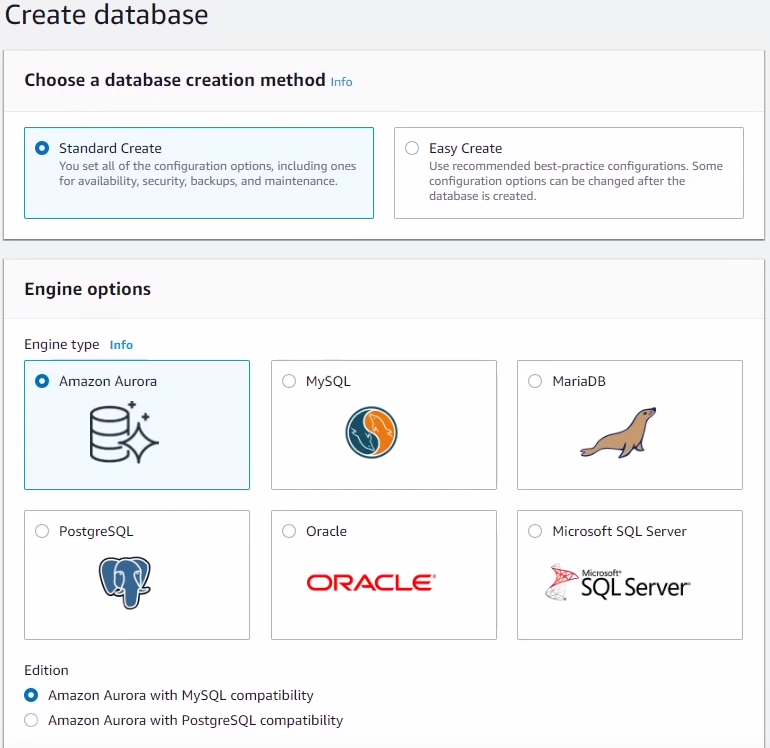 Create database
Choose a database creation method Info
Standard Create
You set all of the configuration options, including ones
for availability, security, backups, and maintenance.
Easy Create
Use recommended best-practice configurations. Some
configuration options can be changed after the
database is created.
Engine options
Engine type Info
Amazon Aurora
MySQL
MariaDB
PostgreSQL
Oracle
ORACLE®
Microsoft SQL Server
Microsoft®
SQL Server®
Edition
Amazon Aurora with MySQL compatibility
Amazon Aurora with PostgreSQL compatibility